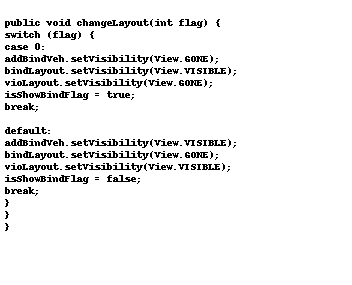 public void changeLayout(int flag) {
switch (flag) {
case 0:
addBindVeh.setVisibility(View.GONE);
bindLayout.setVisibility(View.VISIBLE);
vioLayout.setVisibility(View.GONE);
isShowBindFlag = true;
break;
default:
addBindVeh.setVisibility(View.VISIBLE);
bindLayout.setVisibility(View.GONE);
vioLayout.setVisibility(View.VISIBLE);
isShowBindFlag = false;
break;
}
}
}